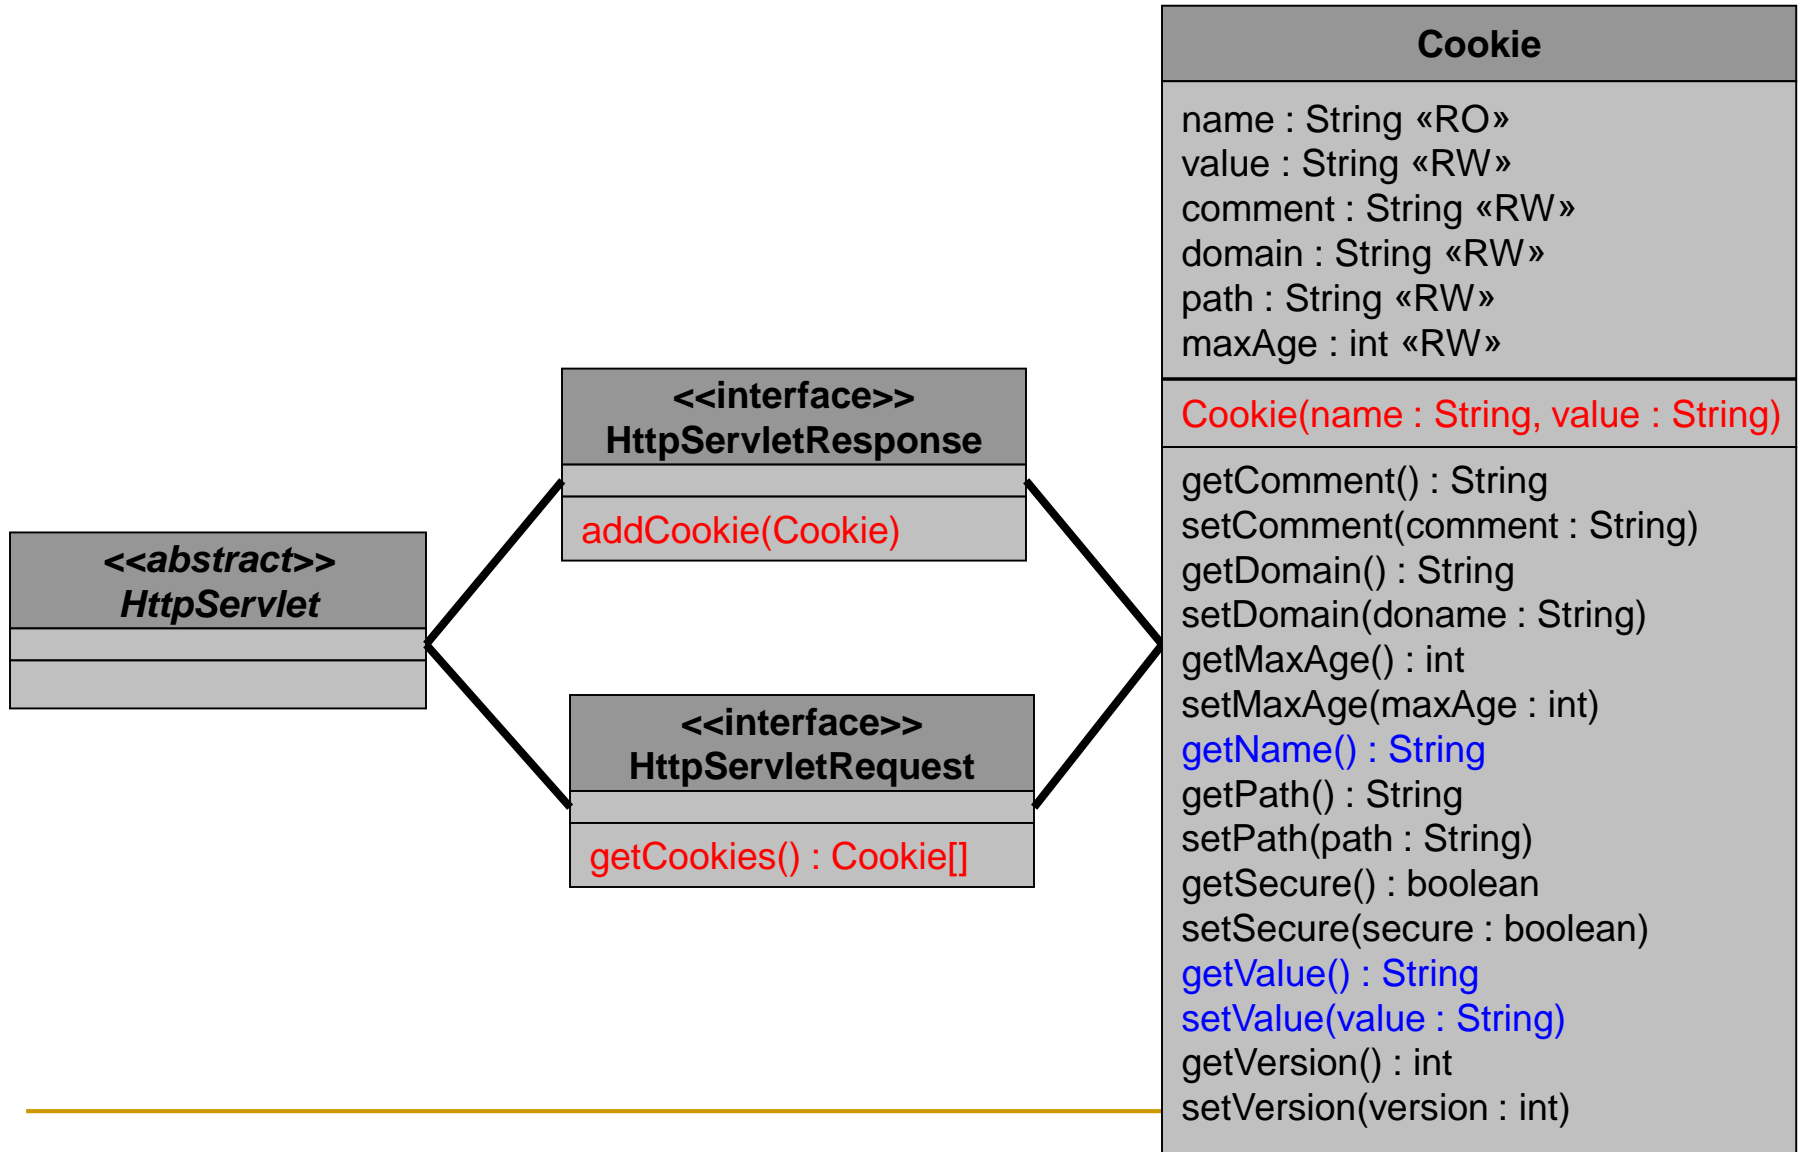 <<abstract>>
HttpServlet
<<interface>>
HttpServletResponse
addCookie(Cookie)
<<interface>>
HttpServletRequest
getCookies() : Cookie[]
Cookie
name : String «RO»
value : String «RW»
comment : String «RW»
domain : String «RW»
path : String «RW»
maxAge : int «RW»
Cookie(name : String, value : String)
getComment() : String
setComment(comment : String)
getDomain() : String
setDomain(doname : String)
getMaxAge() : int
setMaxAge(maxAge : int)
getName() : String
getPath() : String
setPath(path : String)
getSecure() : boolean
setSecure(secure : boolean)
getValue() : String
setValue(value : String)
getVersion() : int
setVersion(version : int)